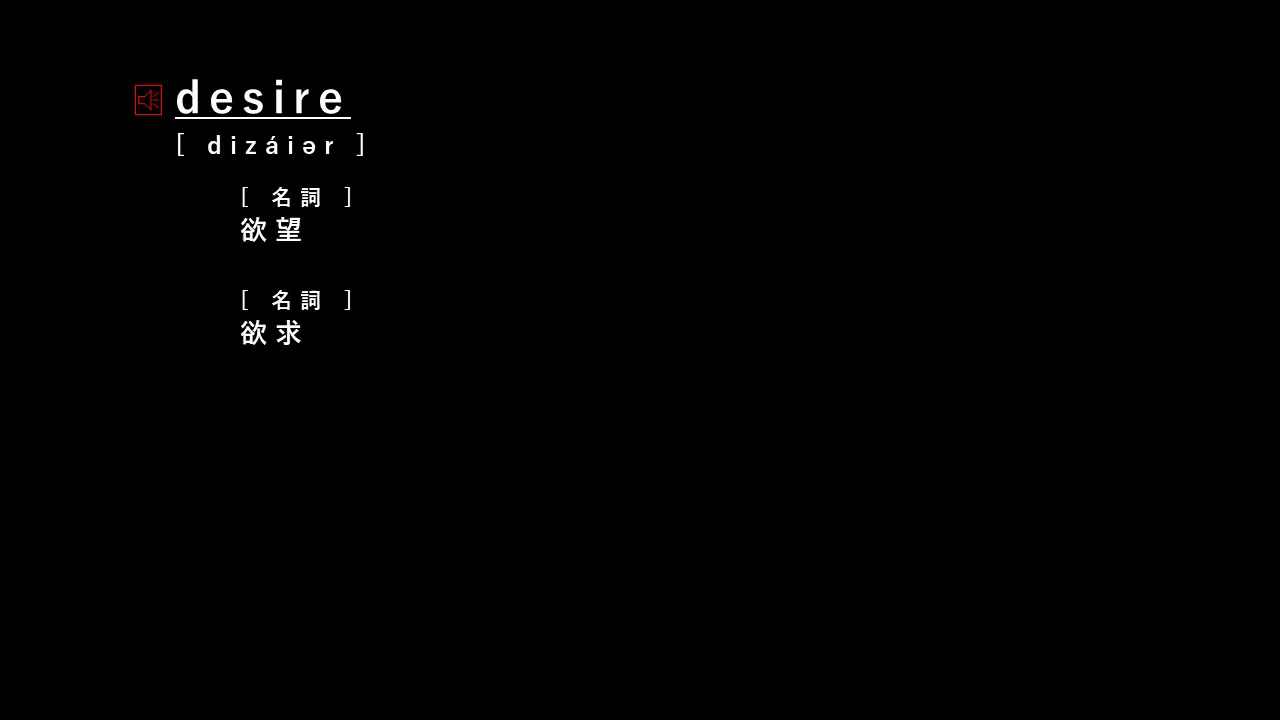 desire
[ dizáiər ]
[ 名詞 ]
欲望
[ 名詞 ]
欲求